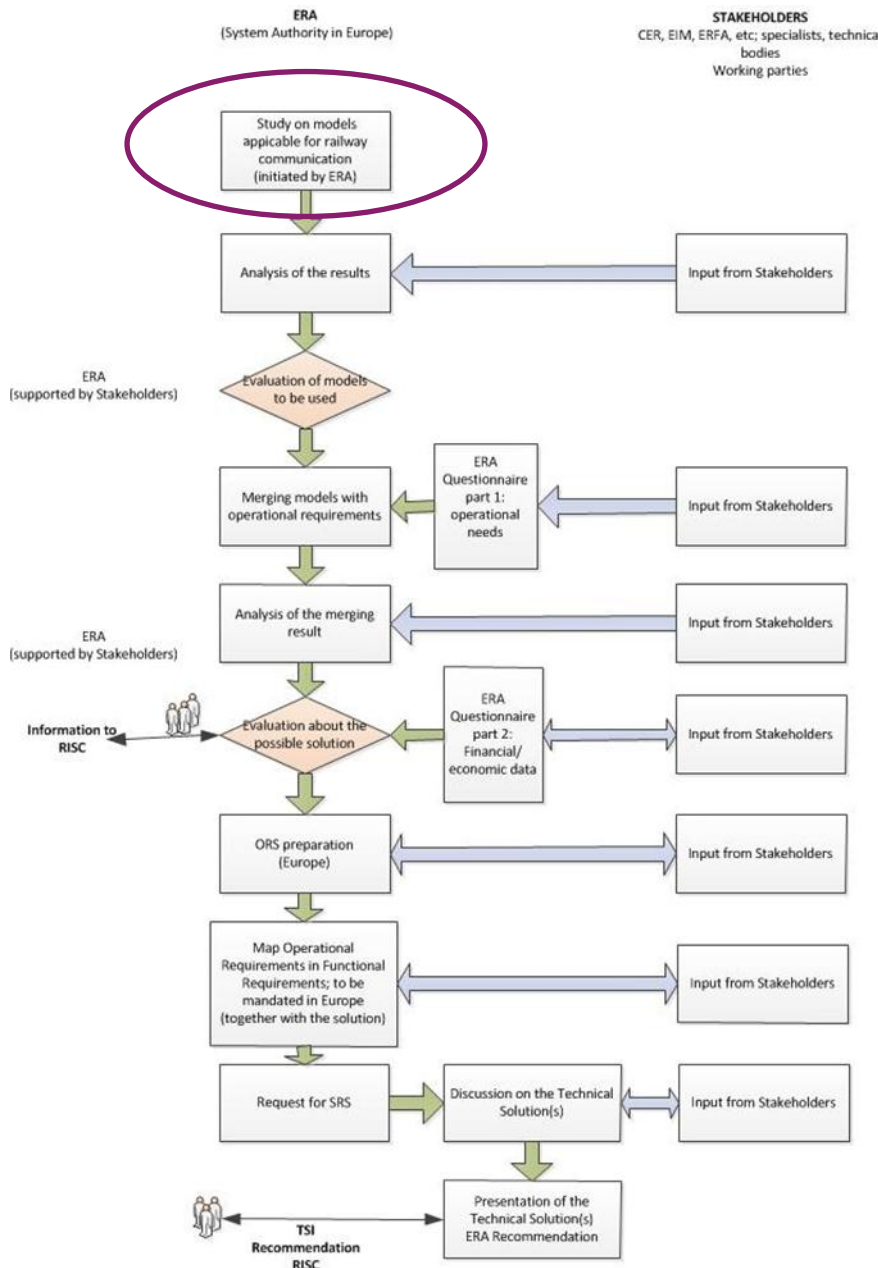 ERA
(System Authority in Europe)
STAKEHOLDERS
CER, EIM, ERFA, etc; specialists, technica
bodies
Working parties
Study on models
appicable for railway
communication
(initiated by ERA)
Analysis of the results
Input from Stakeholders
ERA
(supported by Stakeholders)
Evaluation of models
to be used
Merging models with
operational requirements
ERA
Questionnaire
part 1:
operational
needs
Input from Stakeholders
Analysis of the merging
result
Input from Stakeholders
ERA
(supported by Stakeholders)
Information to
RISC
Evaluation about the
possible solution
ERA
Questionnaire
part 2:
Financial/
economic data
Input from Stakeholders
ORS preparation
(Europe)
Input from Stakeholders
Map Operational
Requirements in Functional
Requirements; to be
mandated in Europe
(together with the solution)
Input from Stakeholders
Request for SRS
Discussion on the Technical
Solution(s)
Input from Stakeholders
TSI
Recommendation
RISC
Presentation of the
Technical Solution(s)
ERA Recommendation